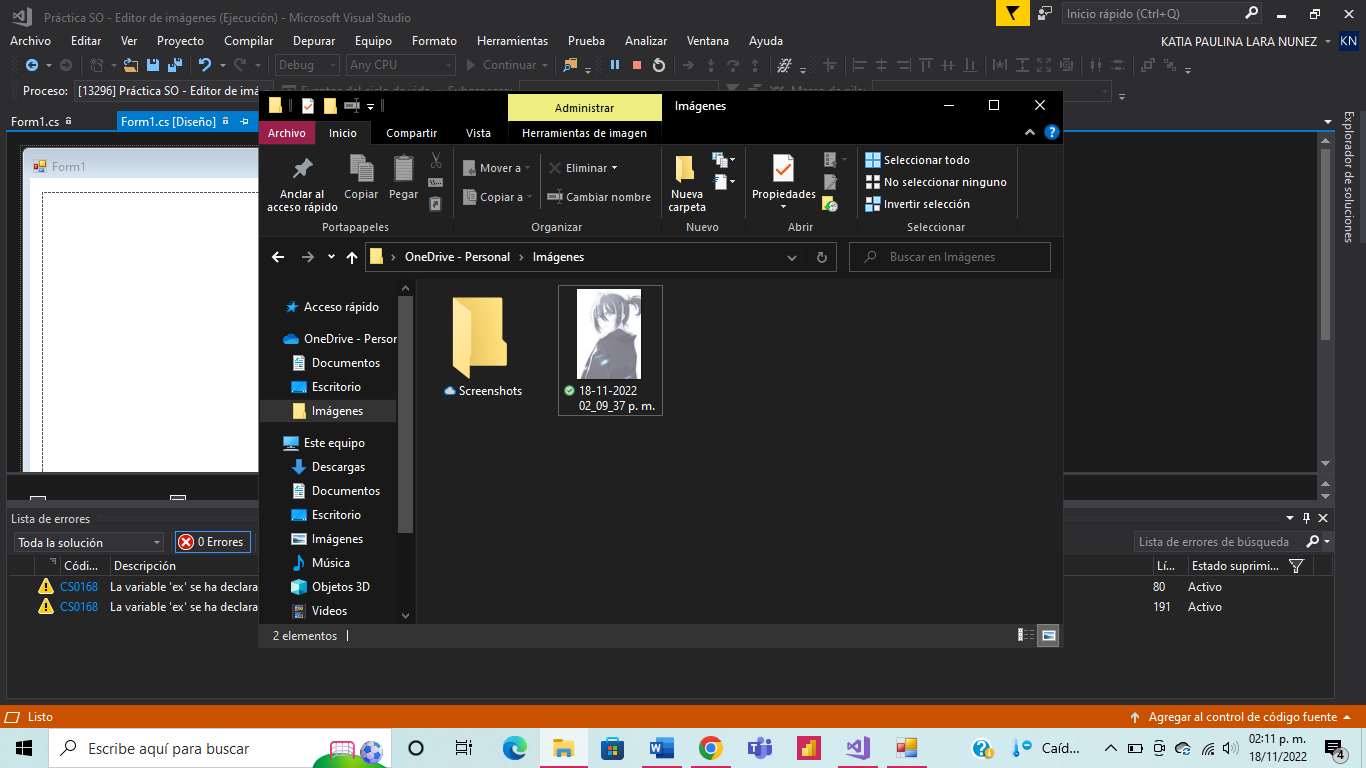 Práctica SO - Editor de imágenes (Ejecución) - Microsoft Visual Studio
Inicio rápido (Ctrl+Q)
Archivo Editar Ver Proyecto Compilar Depurar Equipo Formato Herramientas Prueba Analizar Ventana Ayuda
KATIA PAULINA LARA NUNEZ KN
Debug Any CPU Continuar
Proceso: [13296] Práctica SO - Editor de imá
Form1.cs Form1.cs [Diseño]
Explorador de soluciones
Form1
Administrar Imágenes
Archivo Inicio Compartir Vista Herramientas de imagen
Anclar al acceso rápido
Copiar
Pegar
Portapapeles
Mover a
Copiar a
Eliminar
Cambiar nombre
Organizar
Nueva carpeta
Nuevo
Propiedades
Abrir
Seleccionar todo
No seleccionar ninguno
Invertir selección
Seleccionar
OneDrive - Personal › Imágenes
Buscar en Imágenes
Acceso rápido
OneDrive - Person
Documentos
Escritorio
Imágenes
Este equipo
Descargas
Documentos
Escritorio
Imágenes
Música
Objetos 3D
Videos
Screenshots
18-11-2022
02_09_37 p. m.
2 elementos
Lista de errores
Toda la solución
0 Errores
Lista de errores de búsqueda
Códi... Descripción Lí... Estado suprimi...
CS0168 La variable 'ex' se ha declara 80 Activo
CS0168 La variable 'ex' se ha declara 191 Activo
Listo
Agregar al control de código fuente
Escribe aquí para buscar
Caíd...
02:11 p. m.
18/11/2022
4